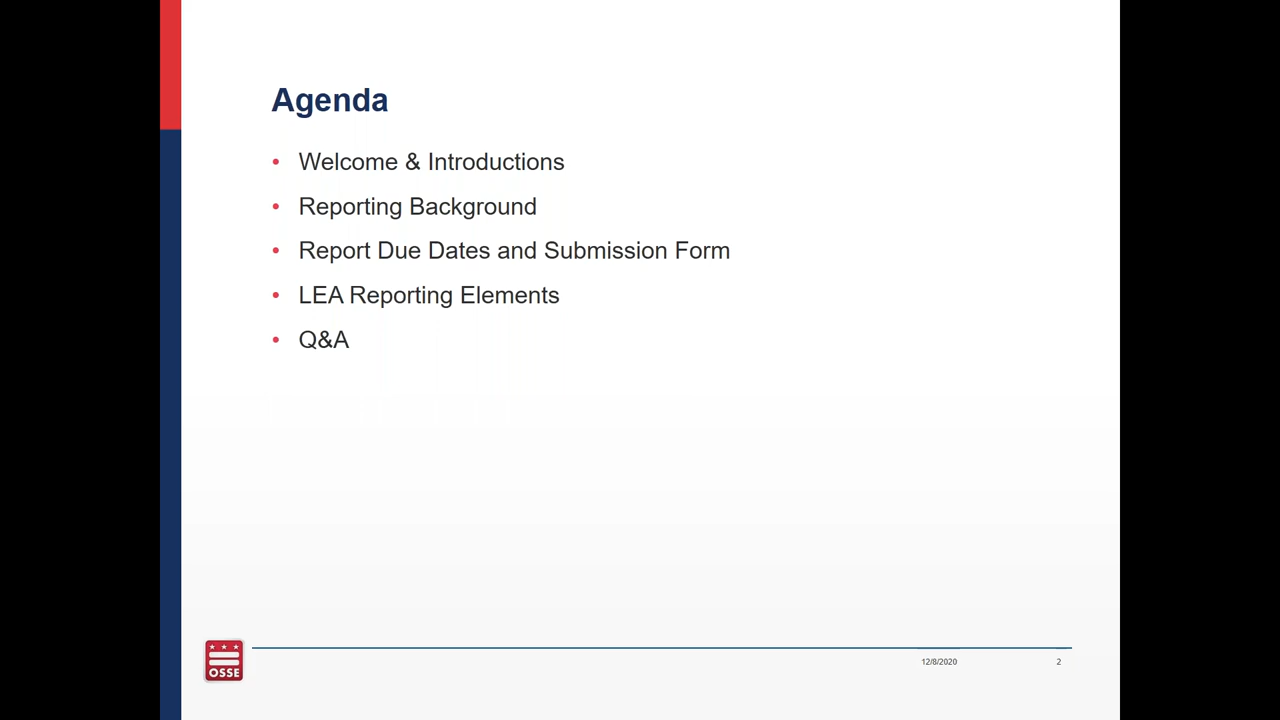 Agenda
• Welcome & Introductions
• Reporting Background
• Report Due Dates and Submission Form
• LEA Reporting Elements
• Q&A
OSSE
12/8/2020
2